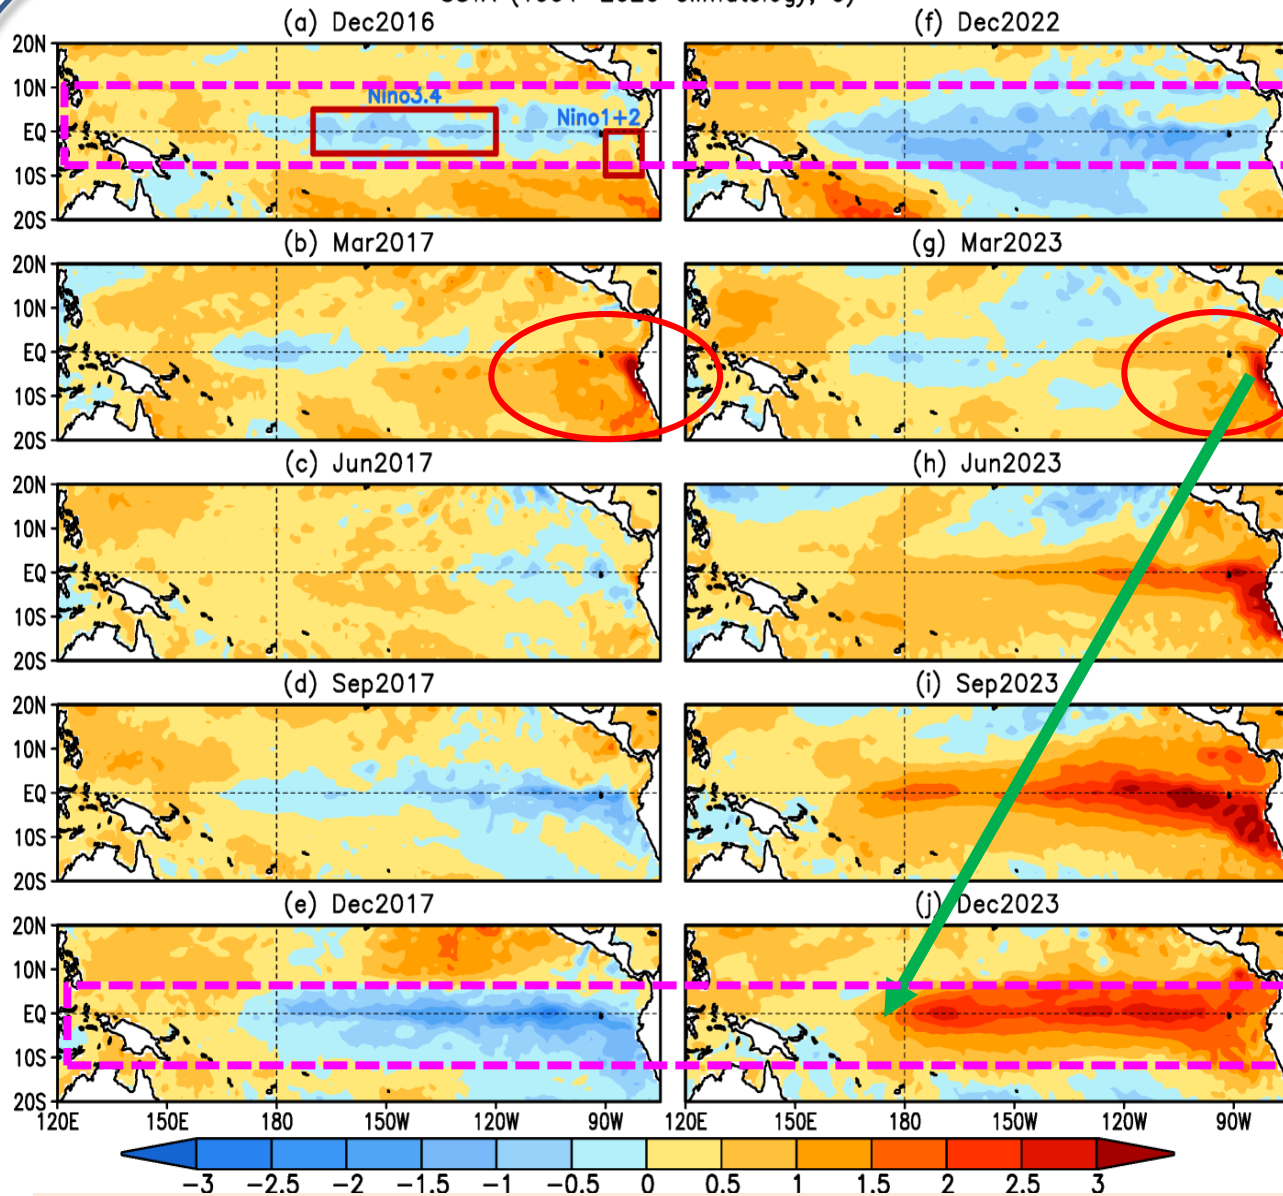 (a) Dec2016
(f) Dec2022
20N
10N
EQ
10S
20S
Nino3.4
Nino1+2
(b) Mar2017
(g) Mar2023
20N
10N
EQ
10S
20S
(c) Jun2017
(h) Jun2023
20N
10N
EQ
10S
20S
(d) Sep2017
(i) Sep2023
20N
10N
EQ
10S
20S
(e) Dec2017
(j) Dec2023
20N
10N
EQ
10S
20S
120E 150E 180 150W 120W 90W 120E 150E 180 150W 120W 90W
-3 -2.5 -2 -1.5 -1 -0.5 0 0.5 1 1.5 2 2.5 3